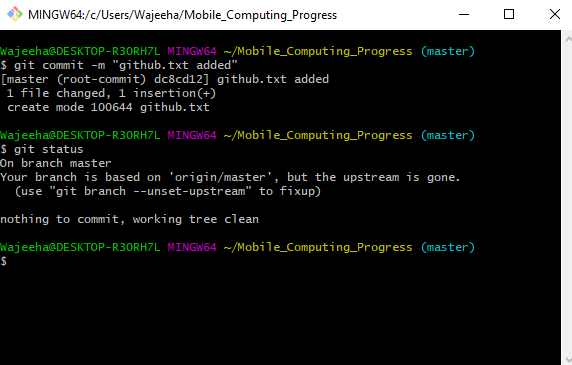 MINGW64:/c/Users/Wajeeha/Mobile_Computing_Progress
Wajeeha@DESKTOP-R3ORH7L MINGW64 ~/Mobile_Computing_Progress (master)
$ git commit -m "github.txt added"
[master (root-commit) dc8cd12] github.txt added
 1 file changed, 1 insertion(+)
 create mode 100644 github.txt
Wajeeha@DESKTOP-R3ORH7L MINGW64 ~/Mobile_Computing_Progress (master)
$ git status
On branch master
Your branch is based on 'origin/master', but the upstream is gone.
  (use "git branch --unset-upstream" to fixup)
nothing to commit, working tree clean
Wajeeha@DESKTOP-R3ORH7L MINGW64 ~/Mobile_Computing_Progress (master)
$